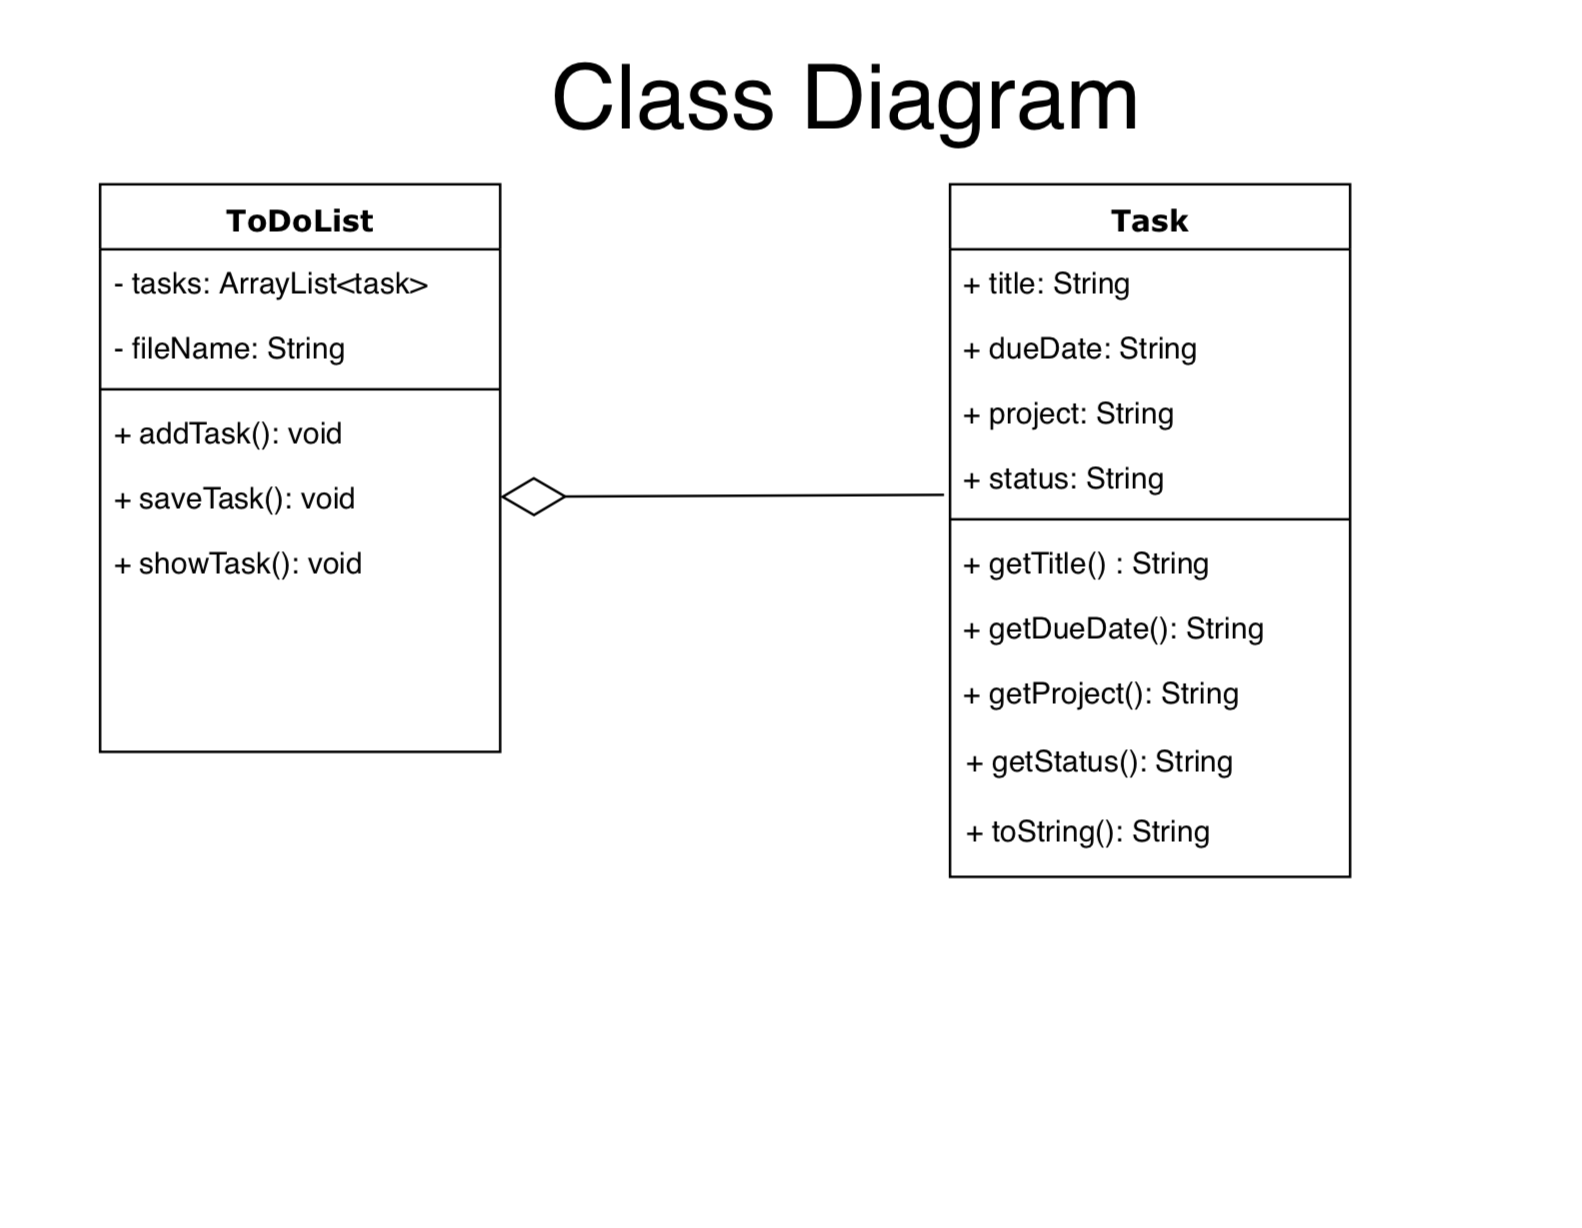 Class Diagram
ToDoList
- tasks: ArrayList<task>
- fileName: String
+ addTask(): void
+ saveTask(): void
+ showTask(): void
Task
+ title: String
+ dueDate: String
+ project: String
+ status: String
+ getTitle() : String
+ getDueDate(): String
+ getProject(): String
+ getStatus(): String
+ toString(): String